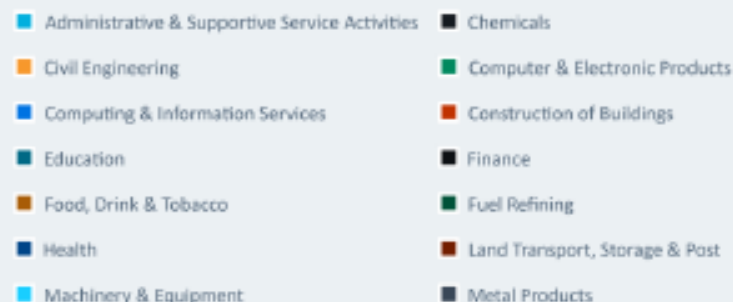 Administrative & Supportive Service Activities
Chemicals
Civil Engineering
Computer & Electronic Products
Computing & Information Services
Construction of Buildings
Education
Finance
Food, Drink & Tobacco
Fuel Refining
Health
Land Transport, Storage & Post
Machinery & Equipment
Metal Products